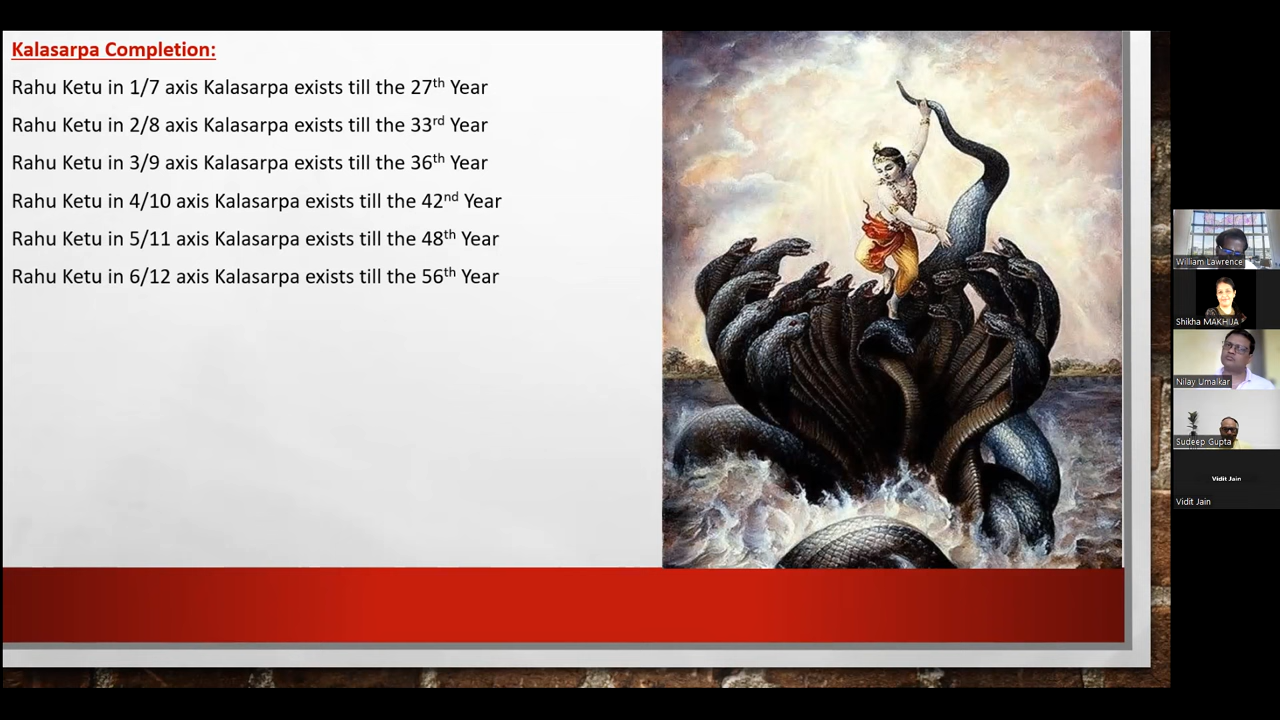 Kalasarpa Completion:
Rahu Ketu in 1/7 axis Kalasarpa exists till the 27th Year
Rahu Ketu in 2/8 axis Kalasarpa exists till the 33rd Year
Rahu Ketu in 3/9 axis Kalasarpa exists till the 36th Year
Rahu Ketu in 4/10 axis Kalasarpa exists till the 42nd Year
Rahu Ketu in 5/11 axis Kalasarpa exists till the 48th Year
Rahu Ketu in 6/12 axis Kalasarpa exists till the 56th Year
William Lawrence
Shikha MAKHIJA
Nilay Umalkar
Sudeep Gupta
Vidit Jain
Vidit Jain